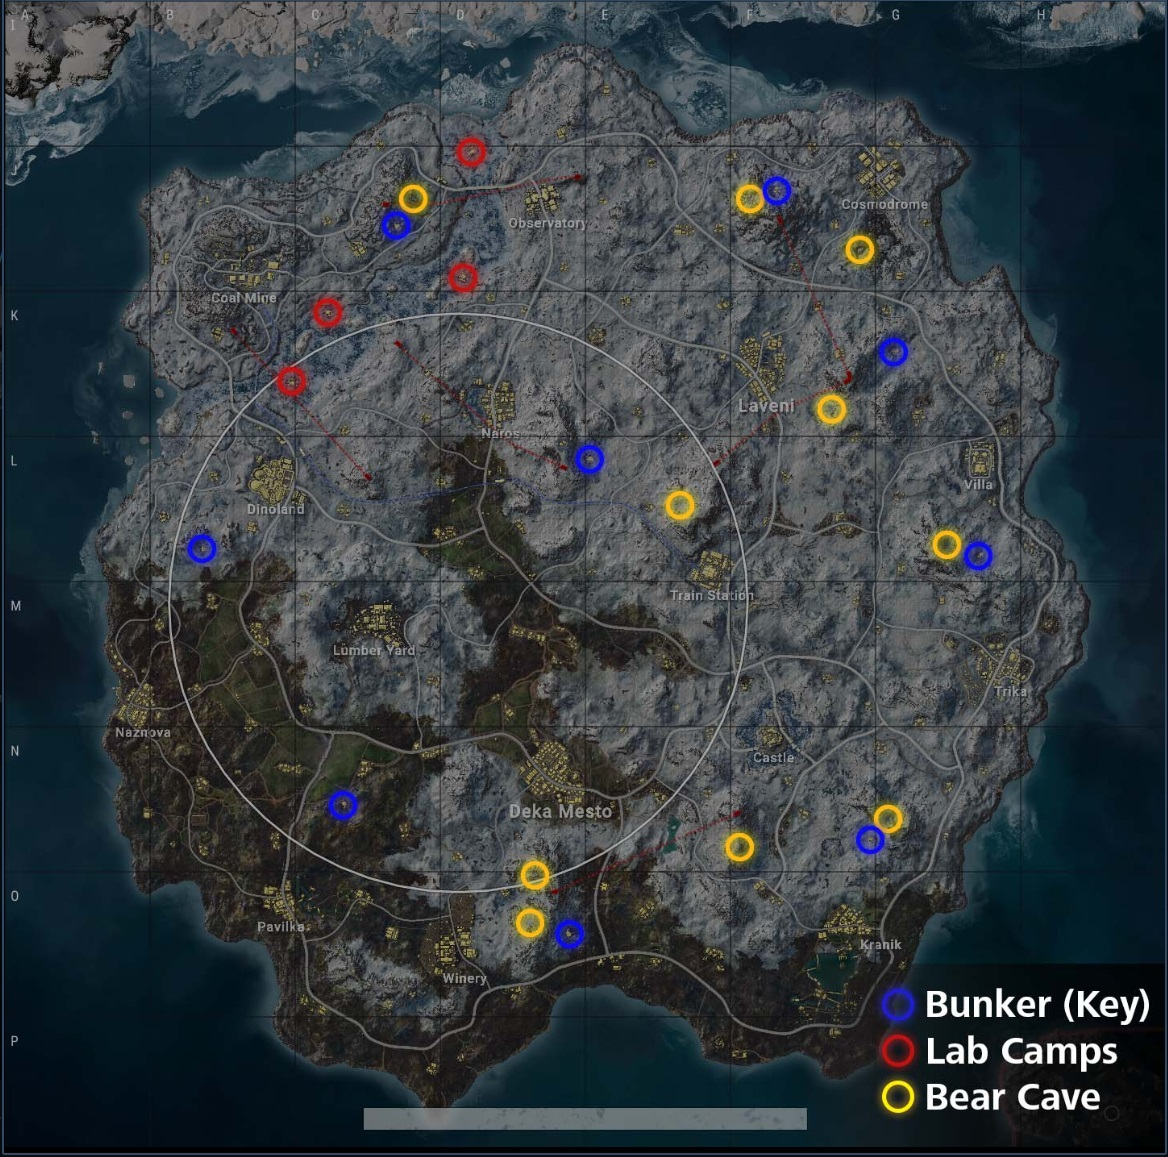 A B C D E F G H
I
Observatory
Cosmodrome
Coal Mine
K
Laveni
Naros
L
Villa
Dinoland
Train Station
M
Lumber Yard
Trika
Naznova
N
Castle
Deka Mesto
O
Pavilka
Kranik
Winery
Bunker (Key)
P
Lab Camps
Bear Cave